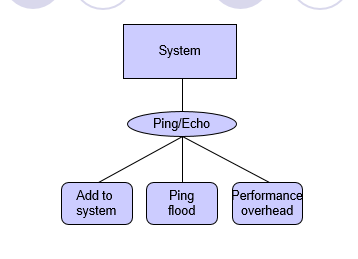 System
Ping/Echo
Add to
system
Ping
flood
Performance
overhead